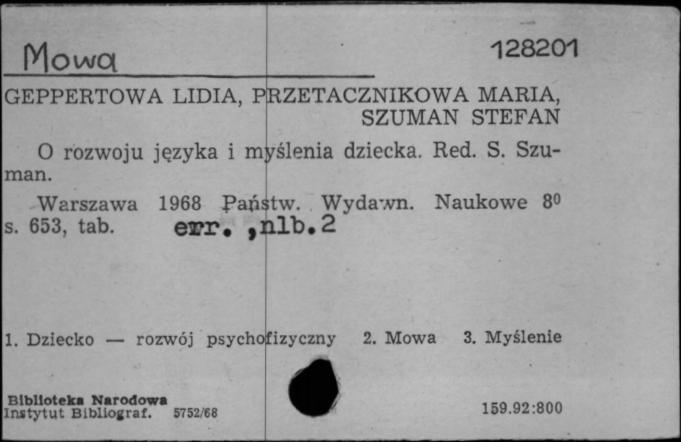 Mowa 128201
GEPPERTOWA LIDIA, PRZETACZNIKOWA MARIA,
SZUMAN STEFAN
O rozwoju języka i myślenia dziecka. Red. S. Szu-
man.
Warszawa 1968 Państw. Wydawn. Naukowe 8⁰
s. 653, tab. err. , nlb. 2
1. Dziecko — rozwój psychofizyczny 2. Mowa 3. Myślenie
Biblioteka Narodowa
Instytut Bibliograf. 5752/68 159.92:800